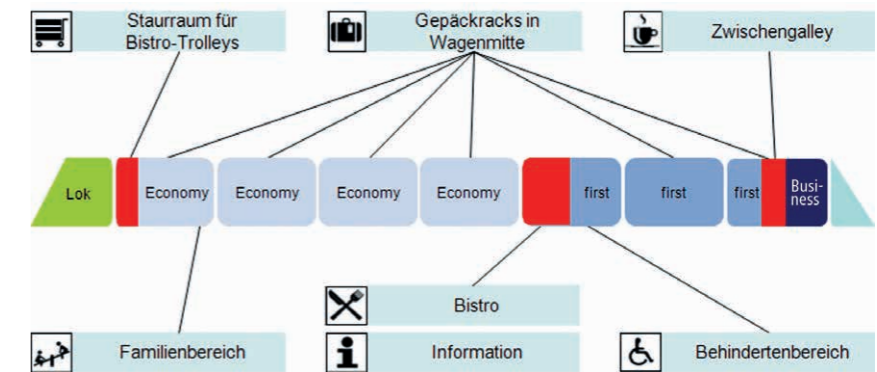 Staurraum für
Bistro-Trolleys
Gepäckracks in
Wagenmitte
Zwischengalley
Lok
Economy
Economy
Economy
Economy
first
first
first
Busi-
ness
Bistro
Familienbereich
Information
Behindertenbereich